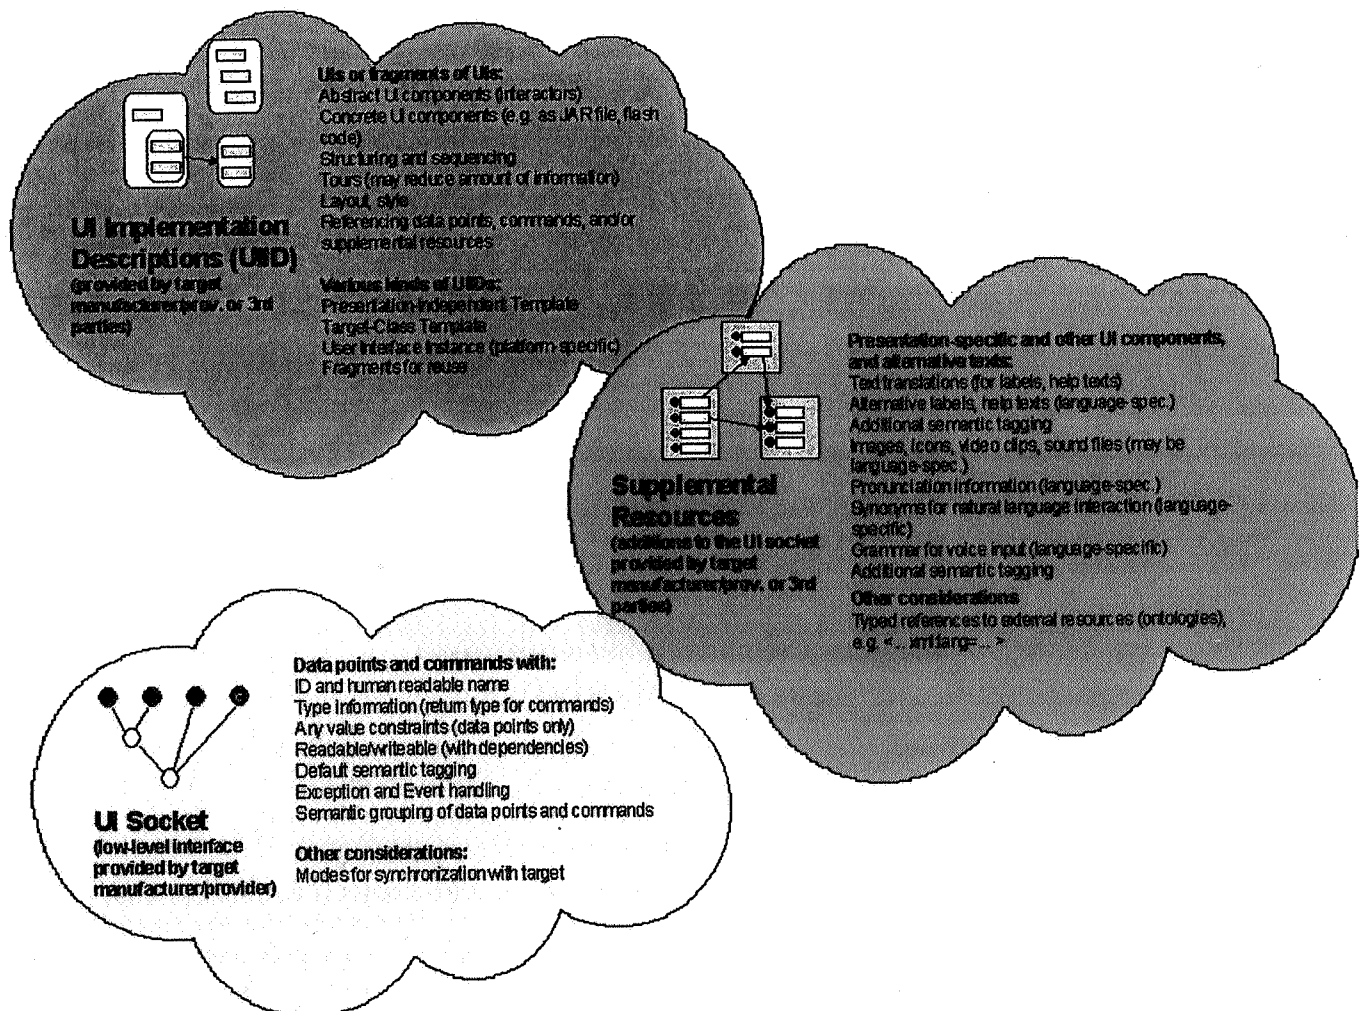 UIs or fragments of UIs:
Abstract UI components (interactors)
Concrete UI components (e.g. as JAR file, flash
code)
Structuring and sequencing
Tours (may reduce amount of information)
Layout, style
Referencing data points, commands, and/or
supplemental resources
UI Implementation
Descriptions (UIID)
(provided by target
manufacturer/prov. or 3rd
parties)
Various kinds of UIIDs:
Presentation-Independent Template
Target-Class Template
User Interface Instance (platform-specific)
Fragments for reuse
Presentation-specific and other UI components,
and alternative texts:
Text translations (for labels, help texts)
Alternative labels, help texts (language-spec.)
Additional semantic tagging
Images, icons, video clips, sound files (may be
language-spec.)
Pronunciation information (language-spec.)
Synonyms for natural language interaction (language-
specific)
Grammar for voice input (language-specific)
Additional semantic tagging
Other considerations
Typed references to external resources (ontologies),
e.g. <... xml:lang=... >
Supplemental
Resources
(additions to the UI socket
provided by target
manufacturer/prov. or 3rd
parties)
Data points and commands with:
ID and human readable name
Type Information (return type for commands)
Any value constraints (data points only)
Readable/writeable (with dependencies)
Default semantic tagging
Exception and Event handling
Semantic grouping of data points and commands
Other considerations:
Modes for synchronization with target
UI Socket
(low-level interface
provided by target
manufacturer/provider)